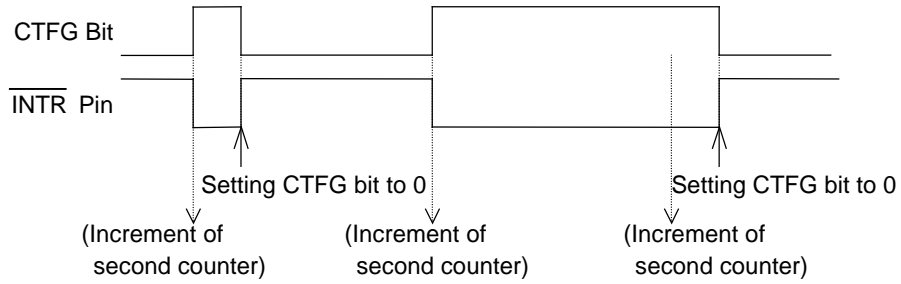 CTFG Bit
INTR Pin
Setting CTFG bit to 0
Setting CTFG bit to 0
(Increment of
second counter)
(Increment of
second counter)
(Increment of
second counter)